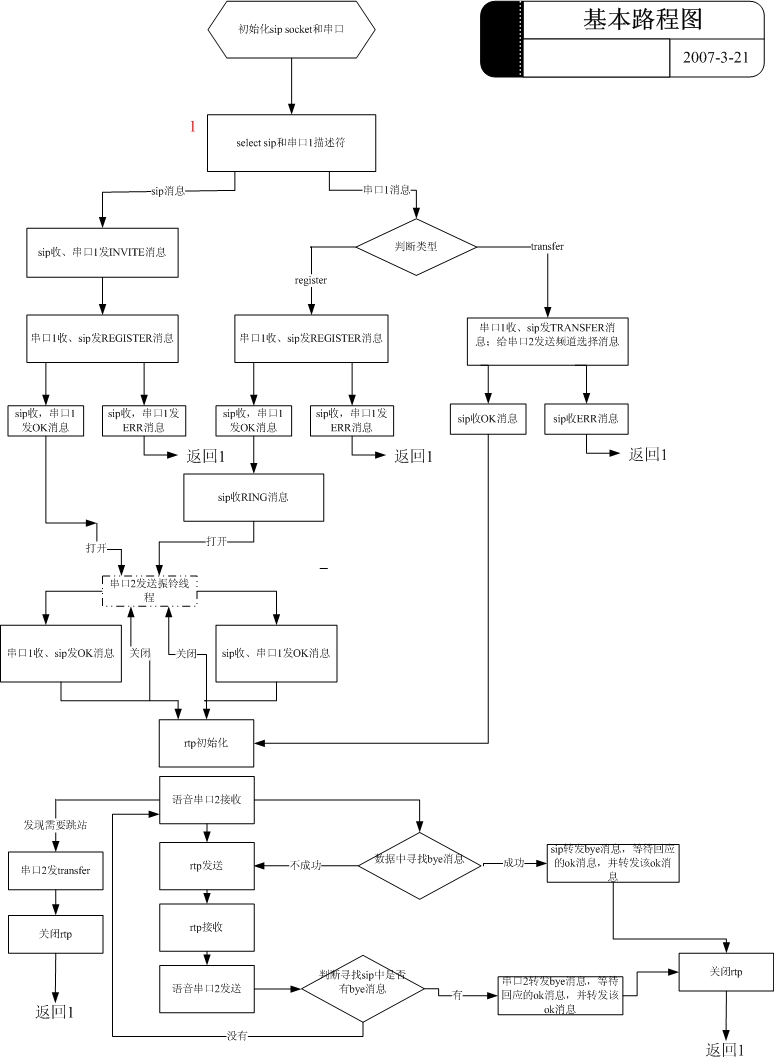 初始化sip socket和串口
基本路程图
2007-3-21
1
select sip和串口1描述符
sip消息
串口1消息
sip收、串口1发INVITE消息
判断类型
transfer
register
串口1收、sip发REGISTER消息
串口1收、sip发REGISTER消息
串口1收、sip发TRANSFER消
息；给串口2发送频道选择消息
sip收，串口1
发OK消息
sip收，串口1发
ERR消息
sip收，串口1
发OK消息
sip收，串口1发
ERR消息
sip收OK消息
sip收ERR消息
返回1
返回1
返回1
sip收RING消息
打开
打开
串口2发送振铃线
程
串口1收、sip发OK消息
关闭
关闭
sip收、串口1发OK消息
rtp初始化
语音串口2接收
发现需要跳站
串口2发transfer
rtp发送
不成功
数据中寻找bye消息
成功
sip转发bye消息，等待回应
的ok消息，并转发该ok消
息
关闭rtp
rtp接收
语音串口2发送
判断寻找sip中是否
有bye消息
有
串口2转发bye消息，等待
回应的ok消息，并转发该
ok消息
关闭rtp
返回1
没有
返回1